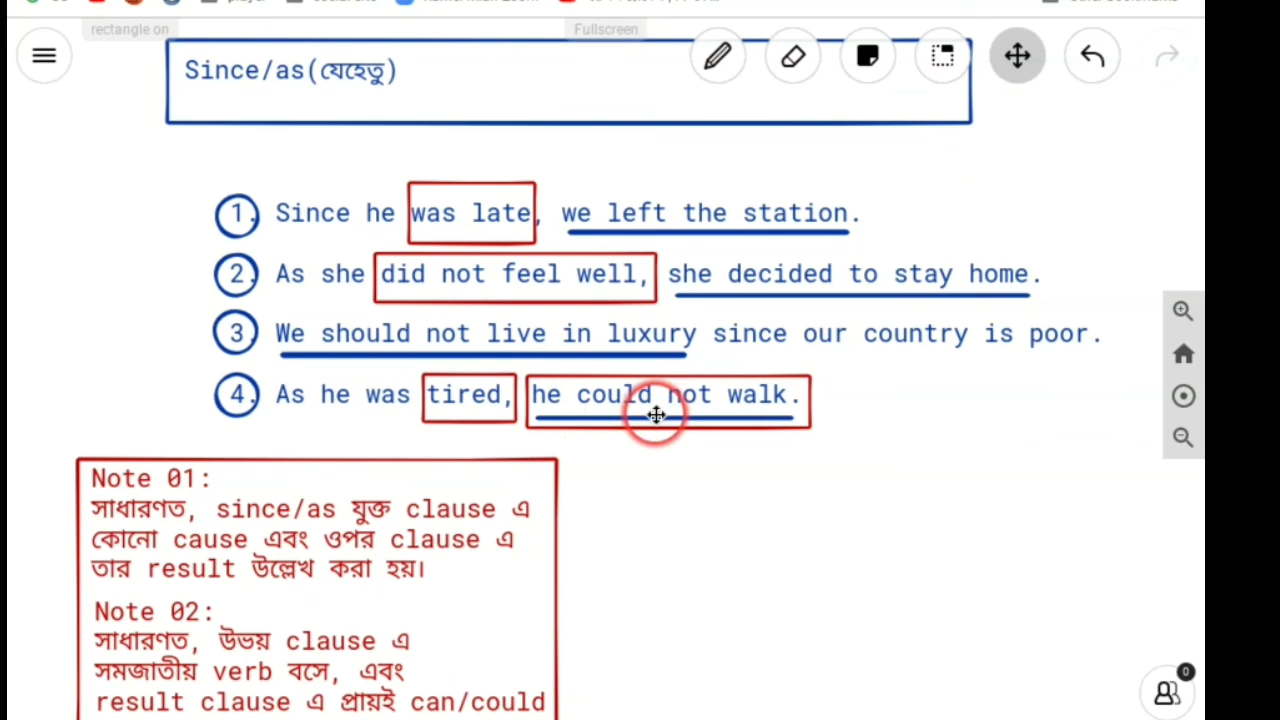 rectangle on
Fullscreen
Since/as(যেহেতু)
1. Since he was late, we left the station.
2. As she did not feel well, she decided to stay home.
3. We should not live in luxury since our country is poor.
4. As he was tired, he could not walk.
Note 01:
সাধারণত, since/as যুক্ত clause এ
কোনো cause এবং ওপর clause এ
তার result উল্লেখ করা হয়।
Note 02:
সাধারণত, উভয় clause এ
সমজাতীয় verb বসে, এবং
result clause এ প্রায়ই can/could
0